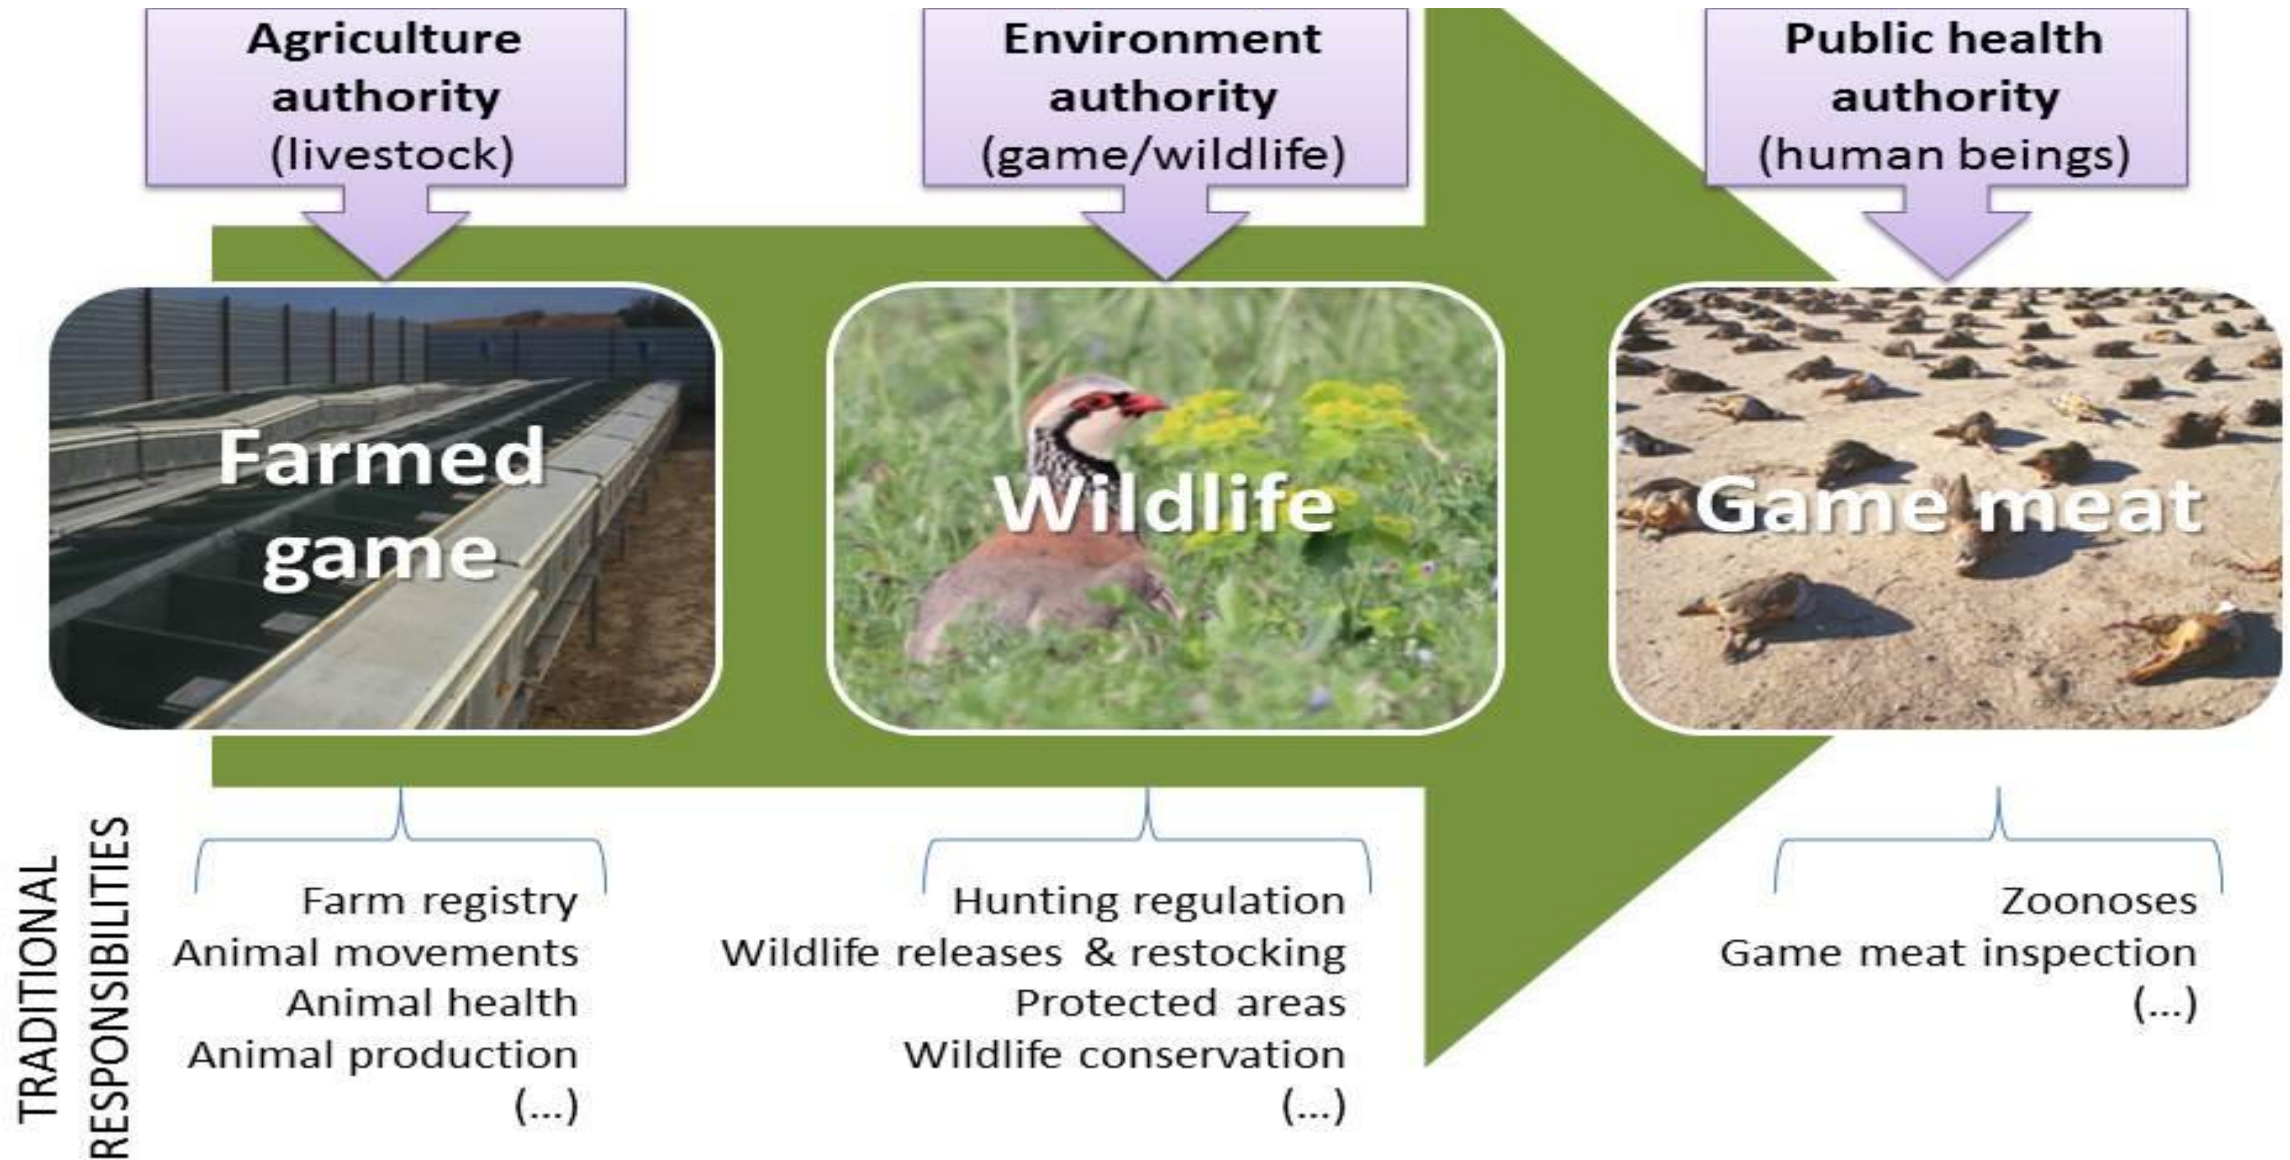 Agriculture
authority
(livestock)
Environment
authority
(game/wildlife)
Public health
authority
(human beings)
Farmed
game
Wildlife
Game meat
TRADITIONAL
RESPONSIBILITIES
Farm registry
Animal movements
Animal health
Animal production
(...)
Hunting regulation
Wildlife releases & restocking
Protected areas
Wildlife conservation
(...)
Zoonoses
Game meat inspection
(...)